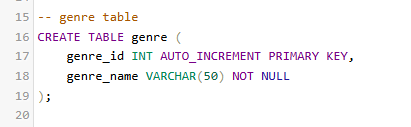 15 -- genre table
16 CREATE TABLE genre (
17 genre_id INT AUTO_INCREMENT PRIMARY KEY,
18 genre_name VARCHAR(50) NOT NULL
19 );
20